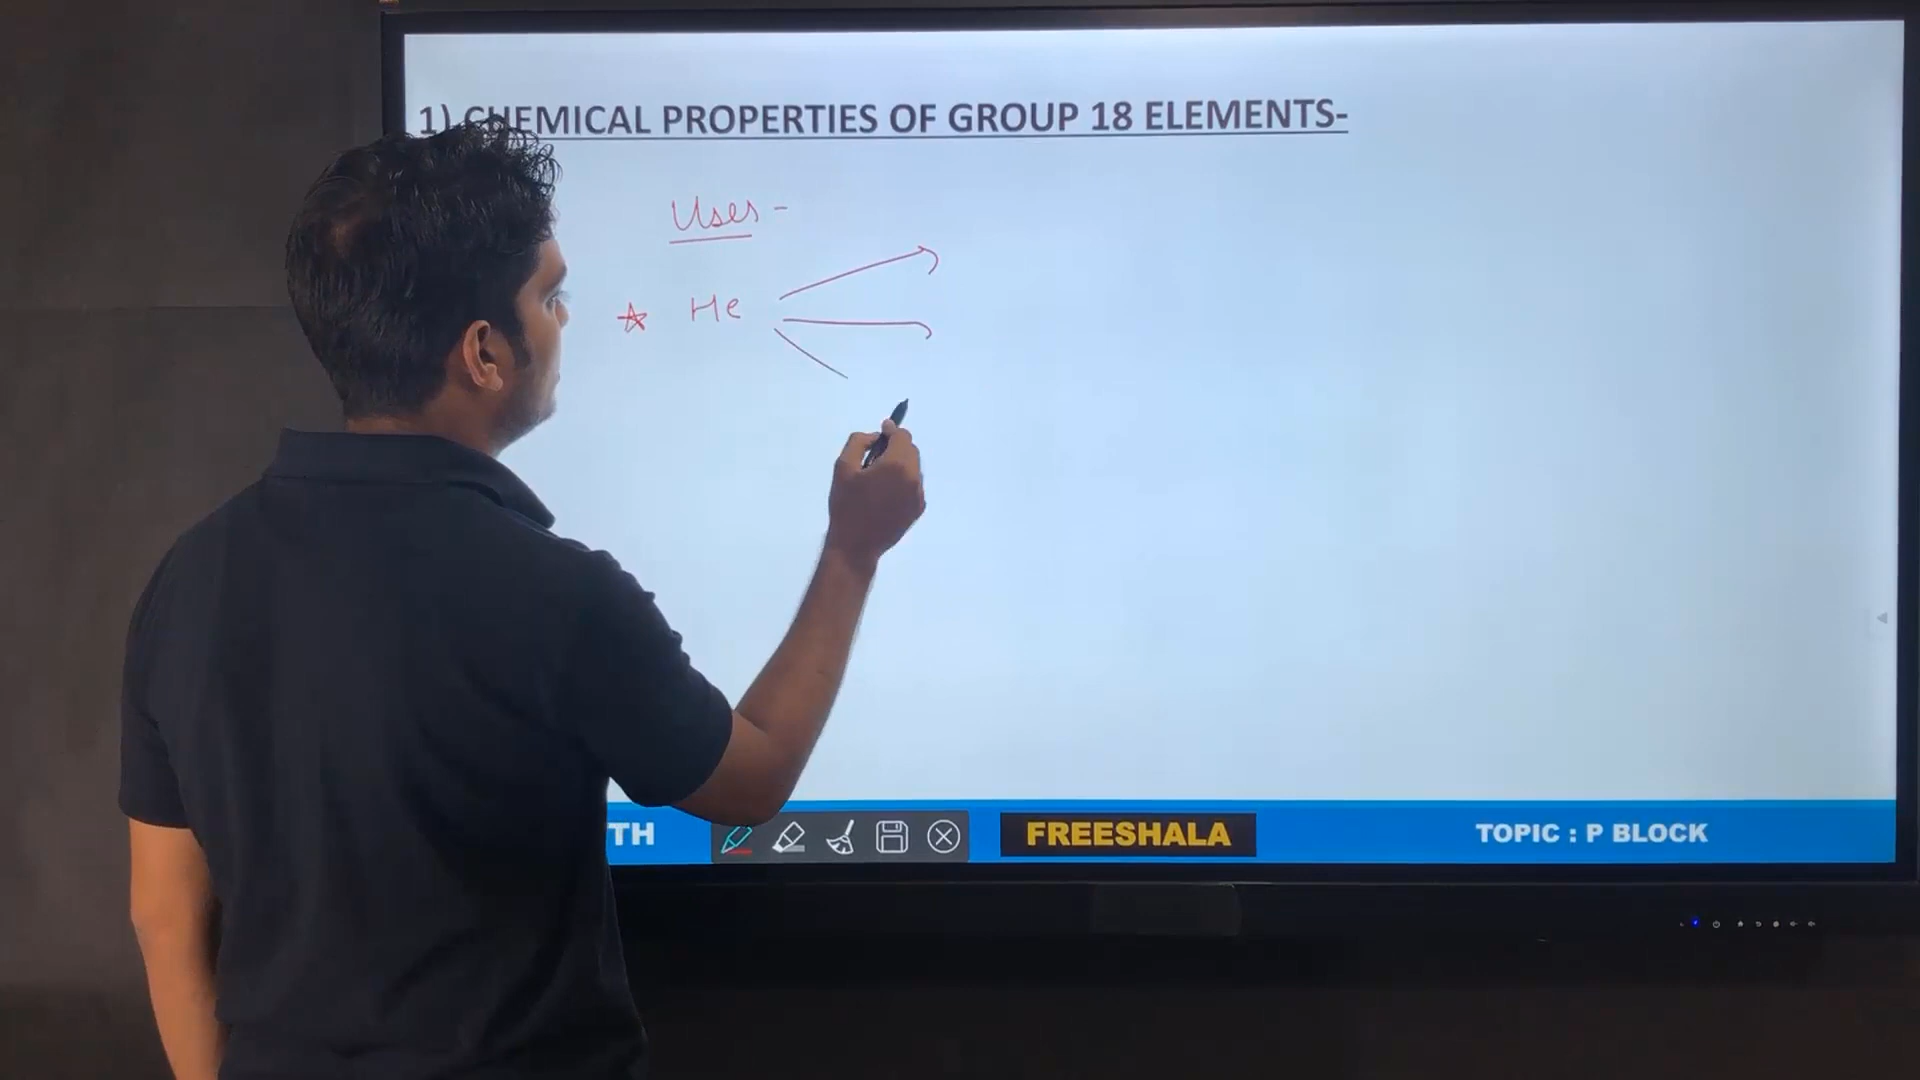 1) CHEMICAL PROPERTIES OF GROUP 18 ELEMENTS-
Uses -
He
TH
FREESHALA
TOPIC : P BLOCK